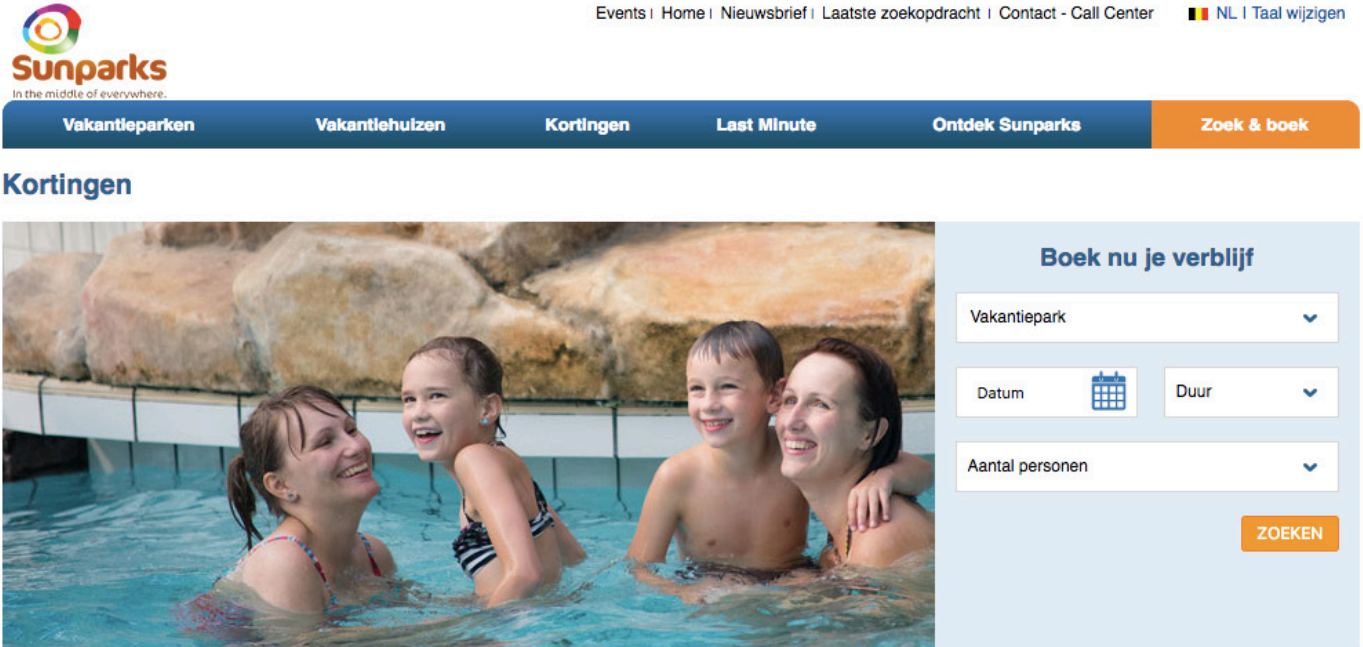 Events | Home | Nieuwsbrief | Laatste zoekopdracht | Contact - Call Center NL | Taal wijzigen
Sunparks
In the middle of everywhere.
Vakantieparken Vakantiehuizen Kortingen Last Minute Ontdek Sunparks Zoek & boek
Kortingen
Boek nu je verblijf
Vakantiepark
Datum Duur
Aantal personen
ZOEKEN